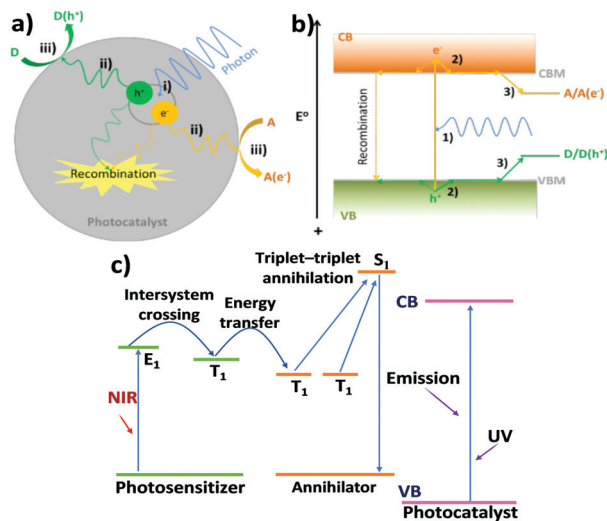 a)
D(h⁺)
D
iii)
ii)
i)
Photon
h⁺
e⁻
ii)
A
iii)
A(e⁻)
Recombination
Photocatalyst
b)
CB
e⁻
2)
CBM
3)
A/A(e⁻)
E⁰
Recombination
1)
D/D(h⁺)
3)
VBM
2)
h⁺
VB
+
c)
Triplet–triplet
annihilation
S₁
Intersystem
crossing
Energy
transfer
CB
E₁
T₁
T₁
T₁
Emission
NIR
UV
VB
Photosensitizer
Annihilator
Photocatalyst